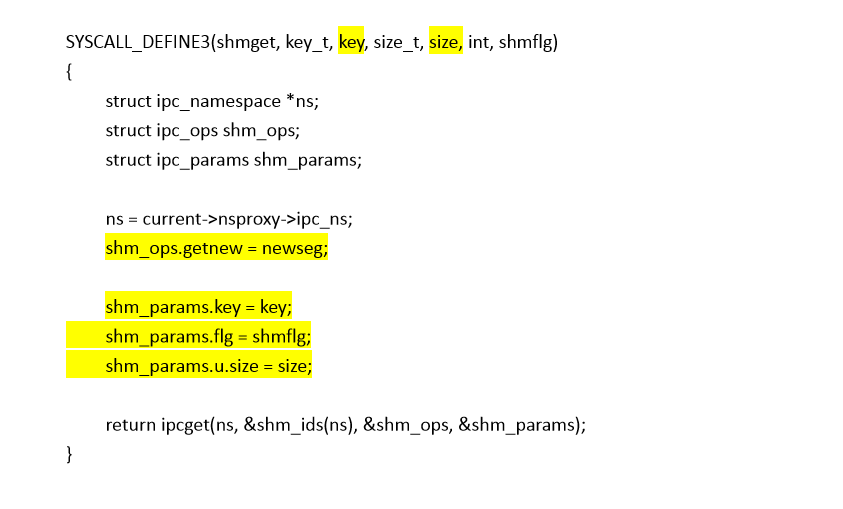 SYSCALL_DEFINE3(shmget, key_t, key, size_t, size, int, shmflg)
{
struct ipc_namespace *ns;
struct ipc_ops shm_ops;
struct ipc_params shm_params;
ns = current->nsproxy->ipc_ns;
shm_ops.getnew = newseg;
shm_params.key = key;
shm_params.flg = shmflg;
shm_params.u.size = size;
return ipcget(ns, &shm_ids(ns), &shm_ops, &shm_params);
}